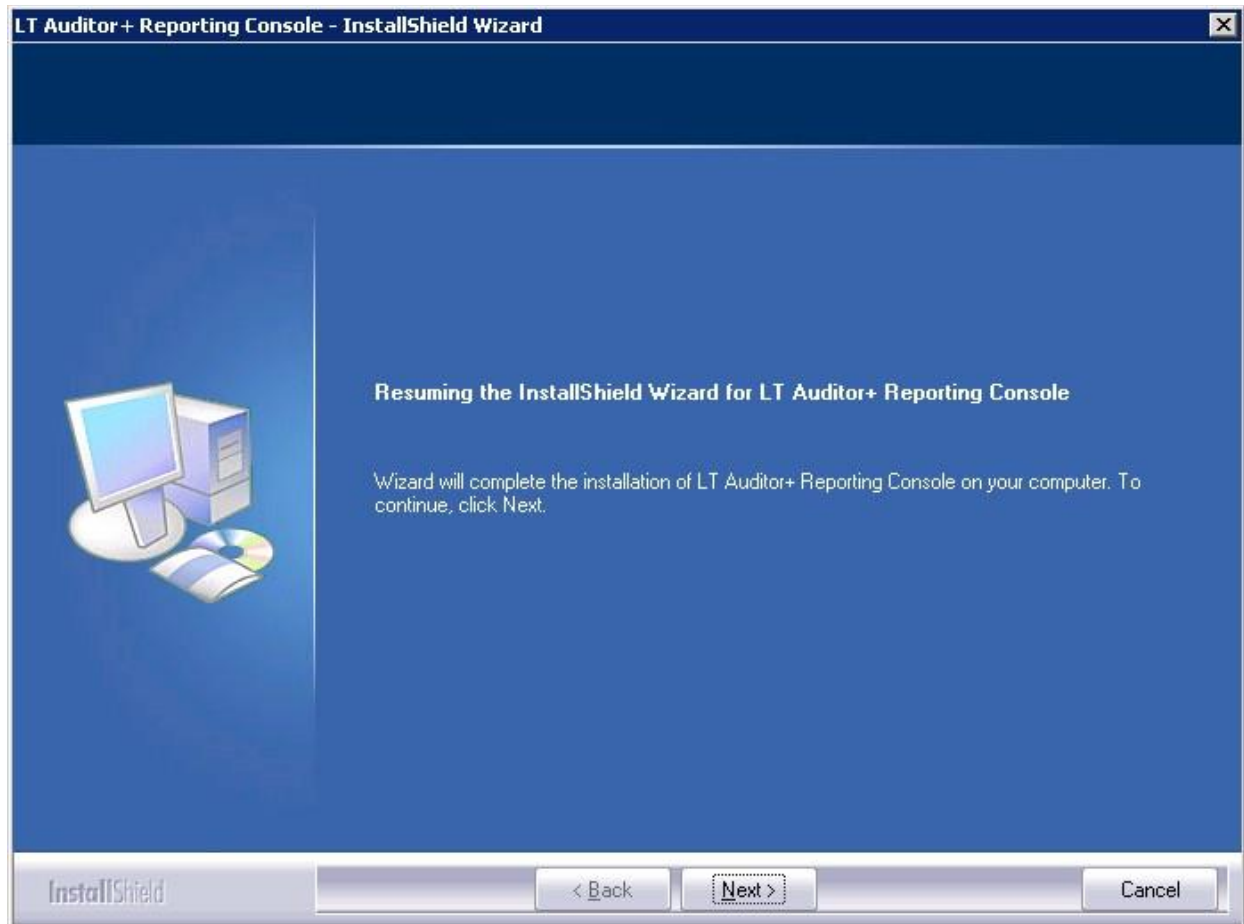 LT Auditor+ Reporting Console - InstallShield Wizard
Resuming the InstallShield Wizard for LT Auditor+ Reporting Console
Wizard will complete the installation of LT Auditor+ Reporting Console on your computer. To
continue, click Next.
InstallShield
< Back
Next >
Cancel